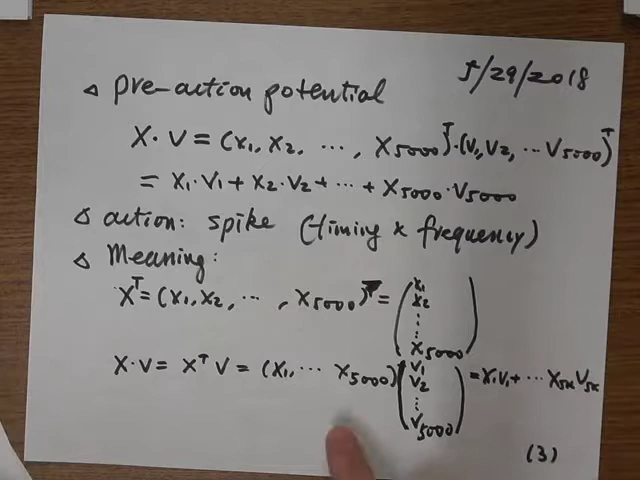 5/29/2018
△ pre-action potential
X · V = (x₁, x₂, ..., x₅₀₀₀)ᵀ · (v₁, v₂, ... v₅₀₀₀)ᵀ
= x₁·v₁ + x₂·v₂ + ... + x₅₀₀₀·v₅₀₀₀
△ action: spike (timing x frequency)
△ Meaning:
Xᵀ = (x₁, x₂, ..., x₅₀₀₀)ᵀ = (x₁
x₂
⋮
x₅₀₀₀)
X · V = Xᵀ V = (x₁, ... x₅₀₀₀) (v₁
v₂
⋮
v₅₀₀₀) = x₁v₁ + ... x₅ₖ v₅ₖ
(3)